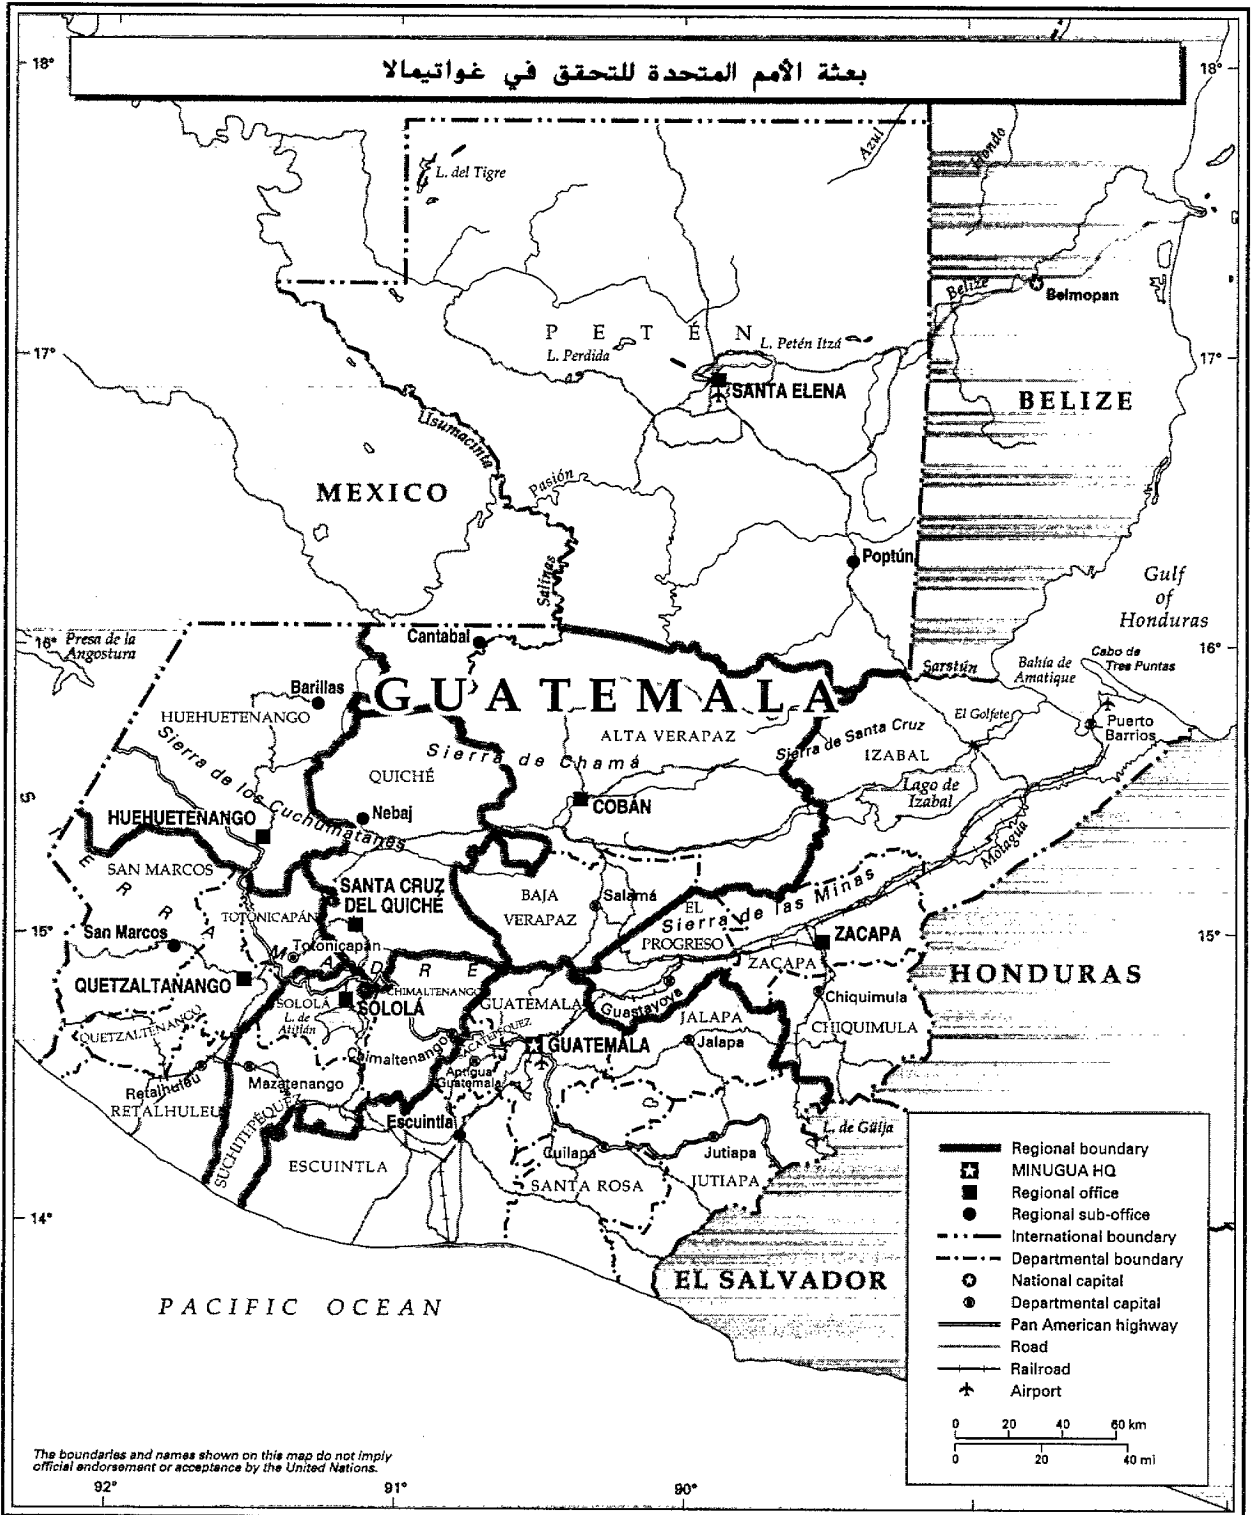 بعثة الأمم المتحدة للتحقق في غواتيمالا
18°
18°
Azul
Hondo
L. del Tigre
Belize
Belmopan
P E T É N
L. Perdida
L. Petén Itzá
17°
17°
SANTA ELENA
BELIZE
Usumacinta
MEXICO
Pasión
Salinas
Poptún
Gulf
of
Honduras
16°
16°
Presa de la
Angostura
Cantabal
Sarstún
Bahía de
Amatique
Cabo de
Tres Puntas
Barillas
GUATEMALA
HUEHUETENANGO
ALTA VERAPAZ
Sierra de Santa Cruz
El Golfete
Puerto
Barrios
IZABAL
Sierra de los Cuchumatanes
Sierra de Chamá
QUICHÉ
Lago de
Izabal
COBÁN
Nebaj
HUEHUETENANGO
Motagua
SIERRA MADRE
SAN MARCOS
SANTA CRUZ
DEL QUICHÉ
BAJA
VERAPAZ
Salamá
EL
PROGRESO
Sierra de las Minas
TOTONICAPÁN
15°
15°
San Marcos
Totonicapán
ZACAPA
ZACAPA
QUETZALTANANGO
HONDURAS
CHIMALTENANGO
SOLOLÁ
SOLOLÁ
L. de
Atitlán
GUATEMALA
Guastayoya
Chiquimula
JALAPA
CHIQUIMULA
QUETZALTENANGO
Chimaltenango
SACATEPÉQUEZ
GUATEMALA
Jalapa
Antigua
Guatemala
Retalhuleu
Mazatenango
RETALHULEU
SUCHITEPÉQUEZ
Escuintla
L. de Güija
Cuilapa
Jutiapa
ESCUINTLA
SANTA ROSA
JUTIAPA
14°
EL SALVADOR
PACIFIC OCEAN
Regional boundary
MINUGUA HQ
Regional office
Regional sub-office
International boundary
Departmental boundary
National capital
Departmental capital
Pan American highway
Road
Railroad
Airport
0 20 40 60 km
0 20 40 mi
The boundaries and names shown on this map do not imply
official endorsement or acceptance by the United Nations.
92°
91°
90°